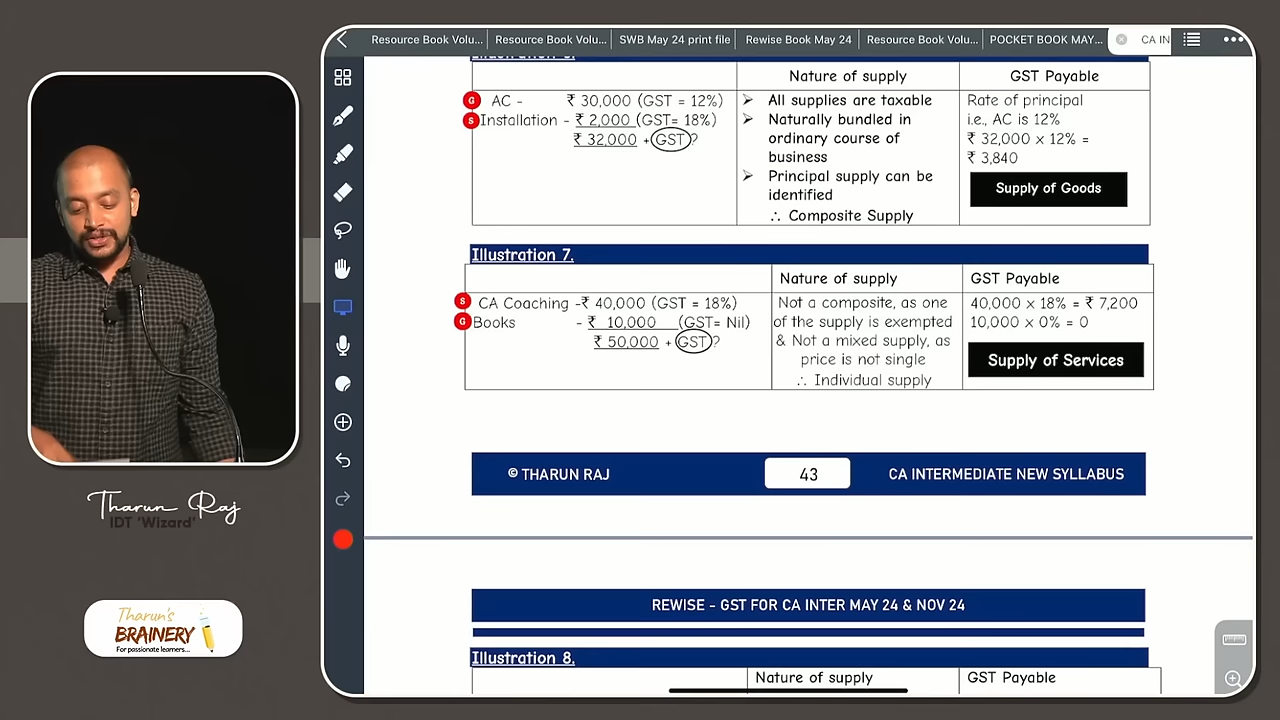 Resource Book Volu...
Resource Book Volu...
SWB May 24 print file
Rewise Book May 24
Resource Book Volu...
POCKET BOOK MAY...
CA IN
Nature of supply
GST Payable
G AC - ₹ 30,000 (GST = 12%)
S Installation - ₹ 2,000 (GST= 18%)
₹ 32,000 + GST ?
➢ All supplies are taxable
➢ Naturally bundled in
ordinary course of
business
➢ Principal supply can be
identified
∴ Composite Supply
Rate of principal
i.e., AC is 12%
₹ 32,000 x 12% =
₹ 3,840
Supply of Goods
Illustration 7.
Nature of supply
GST Payable
S CA Coaching -₹ 40,000 (GST = 18%)
G Books - ₹ 10,000 (GST= Nil)
₹ 50,000 + GST ?
Not a composite, as one
of the supply is exempted
& Not a mixed supply, as
price is not single
∴ Individual supply
40,000 x 18% = ₹ 7,200
10,000 x 0% = 0
Supply of Services
© THARUN RAJ
43
CA INTERMEDIATE NEW SYLLABUS
REWISE - GST FOR CA INTER MAY 24 & NOV 24
Illustration 8.
Nature of supply
GST Payable
Tharun Raj
IDT 'Wizard'
Tharun's
BRAINERY
For passionate learners...